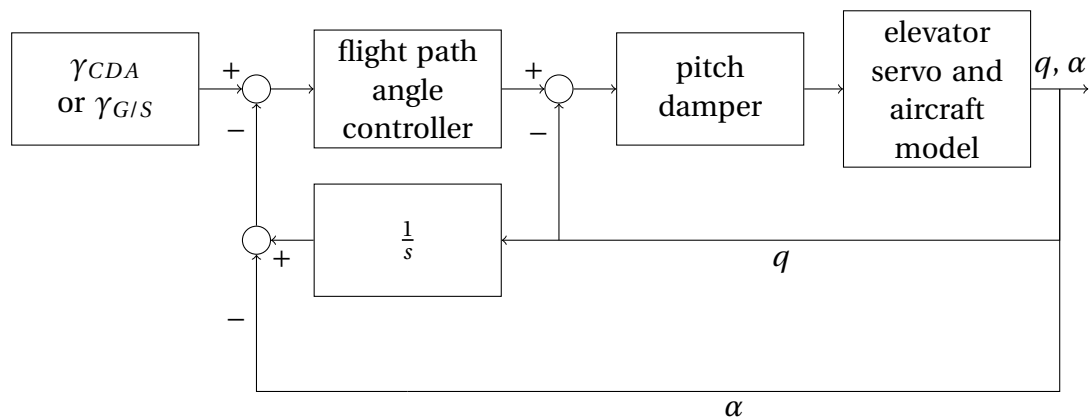 γCDA
or γG/S
+
−
flight path
angle
controller
+
−
pitch
damper
elevator
servo and
aircraft
model
q, α
+
−
1/s
q
α